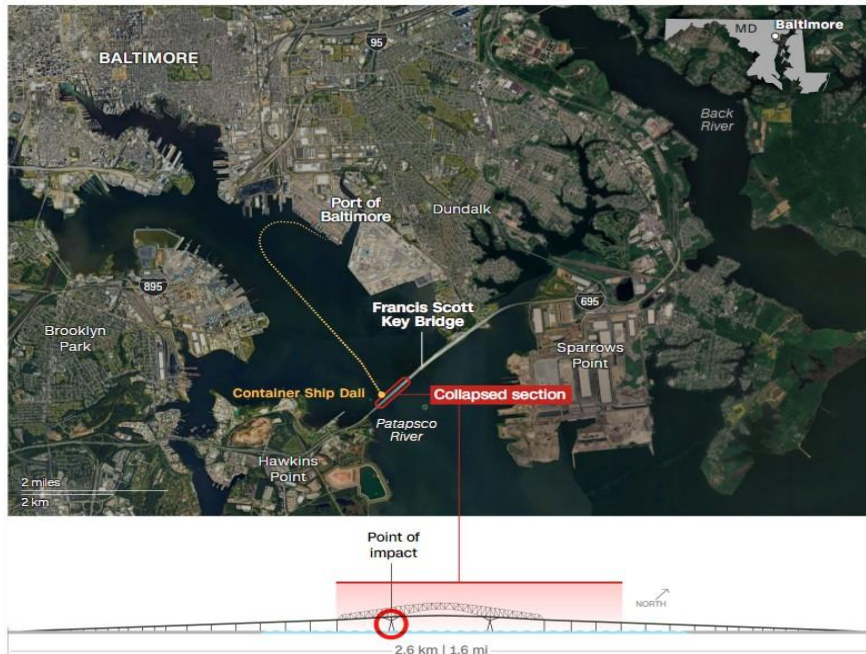 MD
Baltimore
BALTIMORE
95
Back
River
Port of
Baltimore
Dundalk
895
695
Francis Scott
Key Bridge
Brooklyn
Park
Sparrows
Point
Container Ship Dali
Collapsed section
Patapsco
River
Hawkins
Point
2 miles
2 km
Point of
impact
NORTH
2.6 km | 1.6 mi